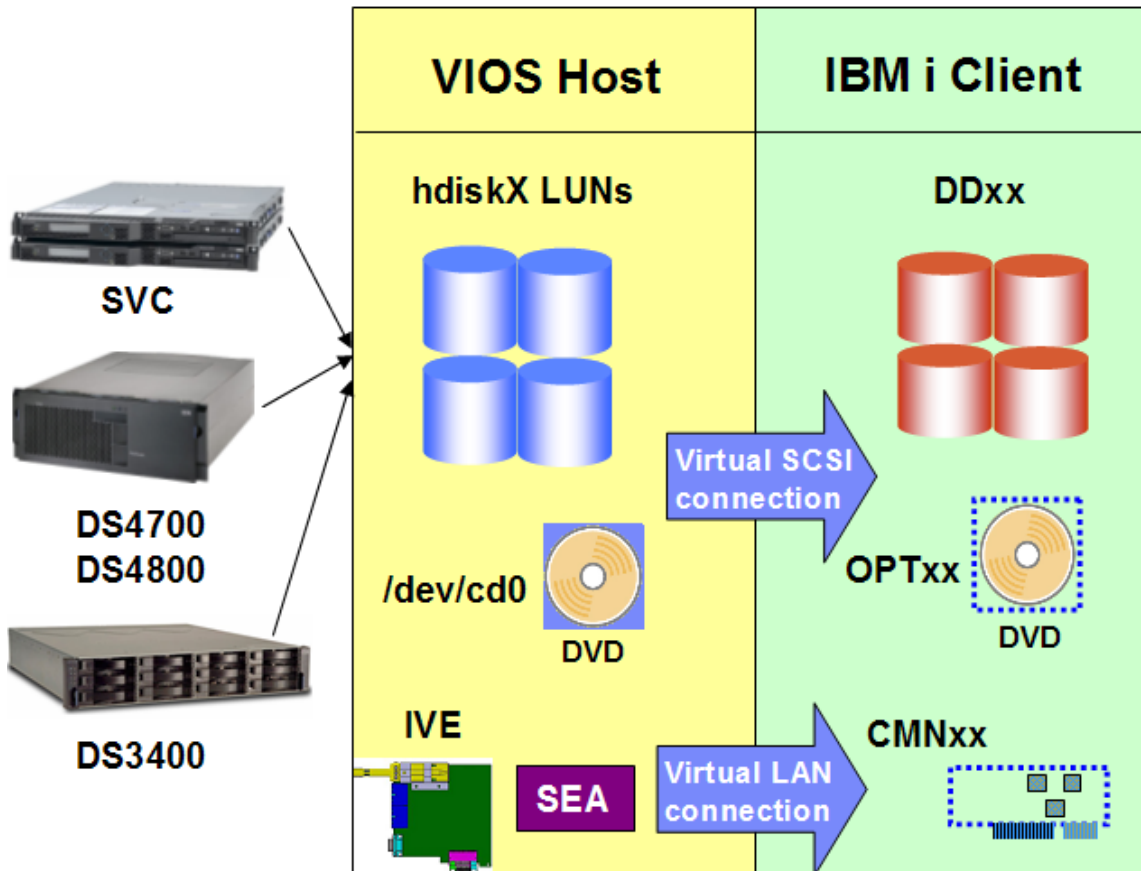 VIOS Host
IBM i Client
hdiskX LUNs
DDxx
SVC
Virtual SCSI
connection
DS4700
DS4800
/dev/cd0
DVD
OPTxx
DVD
DS3400
IVE
SEA
Virtual LAN
connection
CMNxx